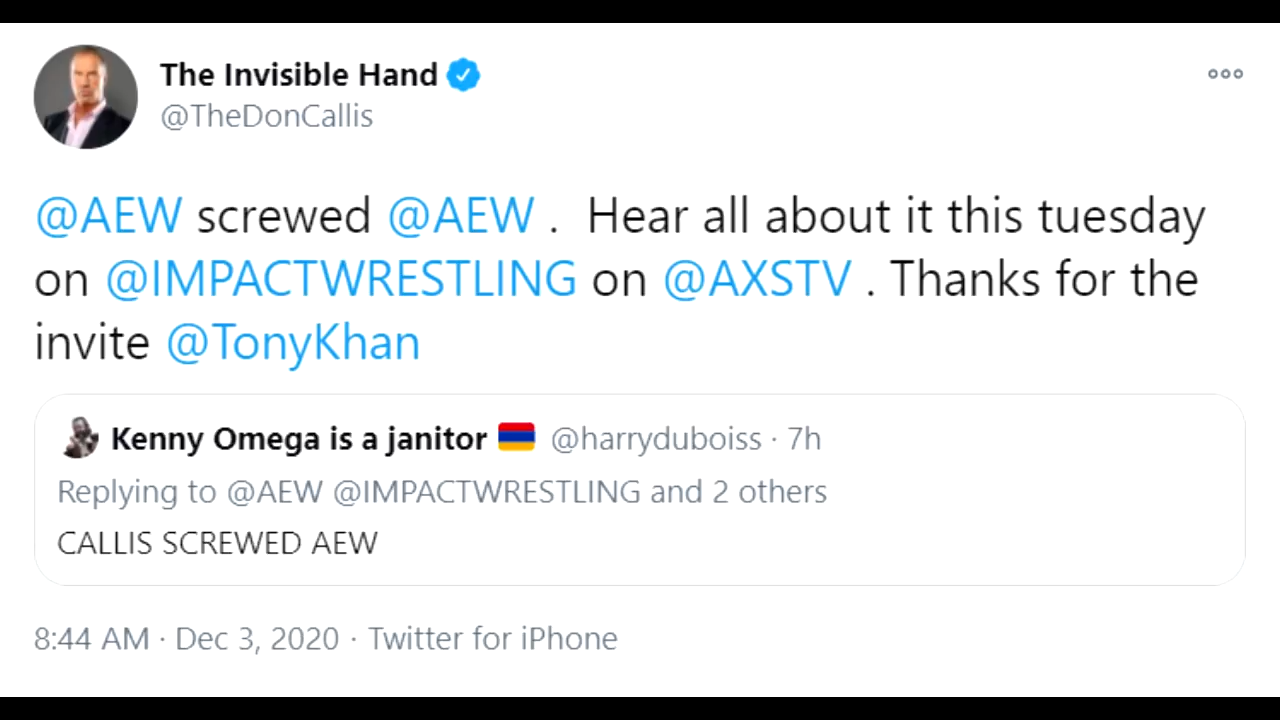 The Invisible Hand
@TheDonCallis
@AEW screwed @AEW .  Hear all about it this tuesday
on @IMPACTWRESTLING on @AXSTV . Thanks for the
invite @TonyKhan
Kenny Omega is a janitor 🇦🇲 @harryduboiss · 7h
Replying to @AEW @IMPACTWRESTLING and 2 others
CALLIS SCREWED AEW
8:44 AM · Dec 3, 2020 · Twitter for iPhone